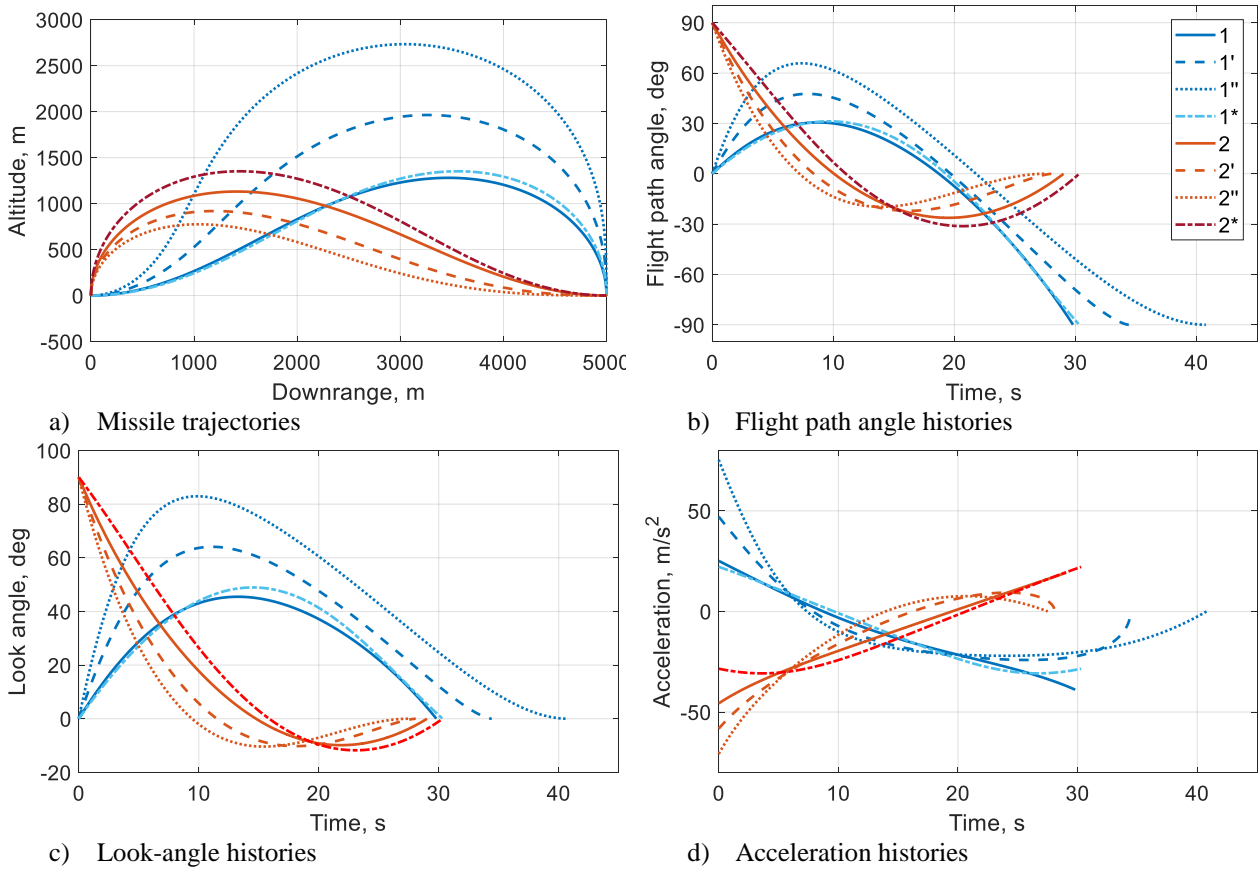 3000
2500
2000
1500
1000
500
0
-500
Altitude, m
0 1000 2000 3000 4000 5000
Downrange, m
a) Missile trajectories
90
60
30
0
-30
-60
-90
Flight path angle, deg
0 10 20 30 40
Time, s
1
1'
1"
1*
2
2'
2"
2*
b) Flight path angle histories
100
80
60
40
20
0
-20
Look angle, deg
0 10 20 30 40
Time, s
c) Look-angle histories
50
0
-50
Acceleration, m/s²
0 10 20 30 40
Time, s
d) Acceleration histories